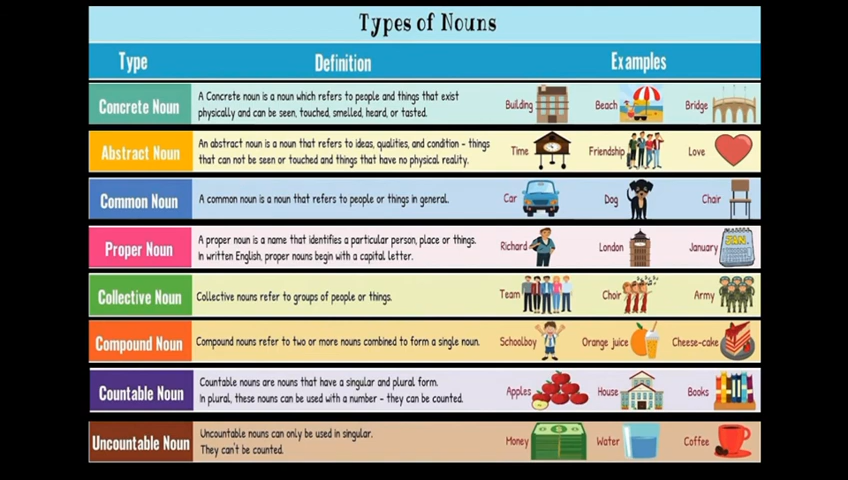 Types of Nouns
Type Definition Examples
Concrete Noun
A Concrete noun is a noun which refers to people and things that exist
physically and can be seen, touched, smelled, heard, or tasted.
Building Beach Bridge
Abstract Noun
An abstract noun is a noun that refers to ideas, qualities, and condition - things
that can not be seen or touched and things that have no physical reality.
Time Friendship Love
Common Noun
A common noun is a noun that refers to people or things in general.
Car Dog Chair
Proper Noun
A proper noun is a name that identifies a particular person, place or things.
In written English, proper nouns begin with a capital letter.
Richard London January
JAN.
Collective Noun
Collective nouns refer to groups of people or things.
Team Choir Army
Compound Noun
Compound nouns refer to two or more nouns combined to form a single noun.
Schoolboy Orange juice Cheese-cake
Countable Noun
Countable nouns are nouns that have a singular and plural form.
In plural, these nouns can be used with a number - they can be counted.
Apples House Books
Uncountable Noun
Uncountable nouns can only be used in singular.
They can't be counted.
Money Water Coffee